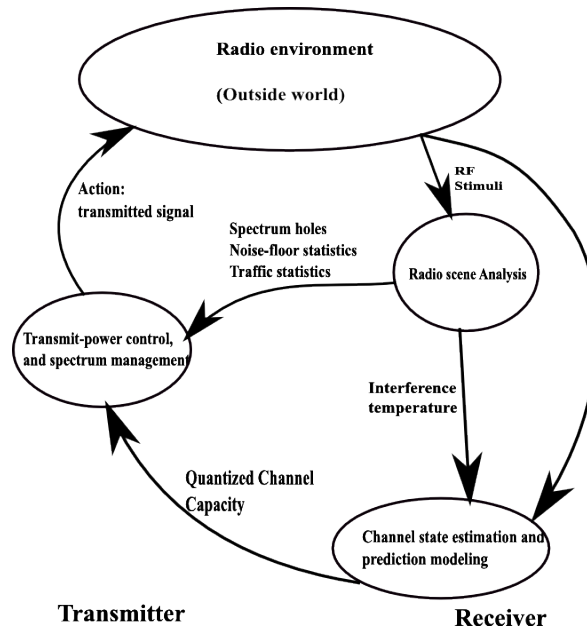 Radio environment
(Outside world)
RF
Stimuli
Action:
transmitted signal
Spectrum holes
Noise-floor statistics
Traffic statistics
Radio scene Analysis
Transmit-power control,
and spectrum management
Interference
temperature
Quantized Channel
Capacity
Channel state estimation and
prediction modeling
Transmitter
Receiver